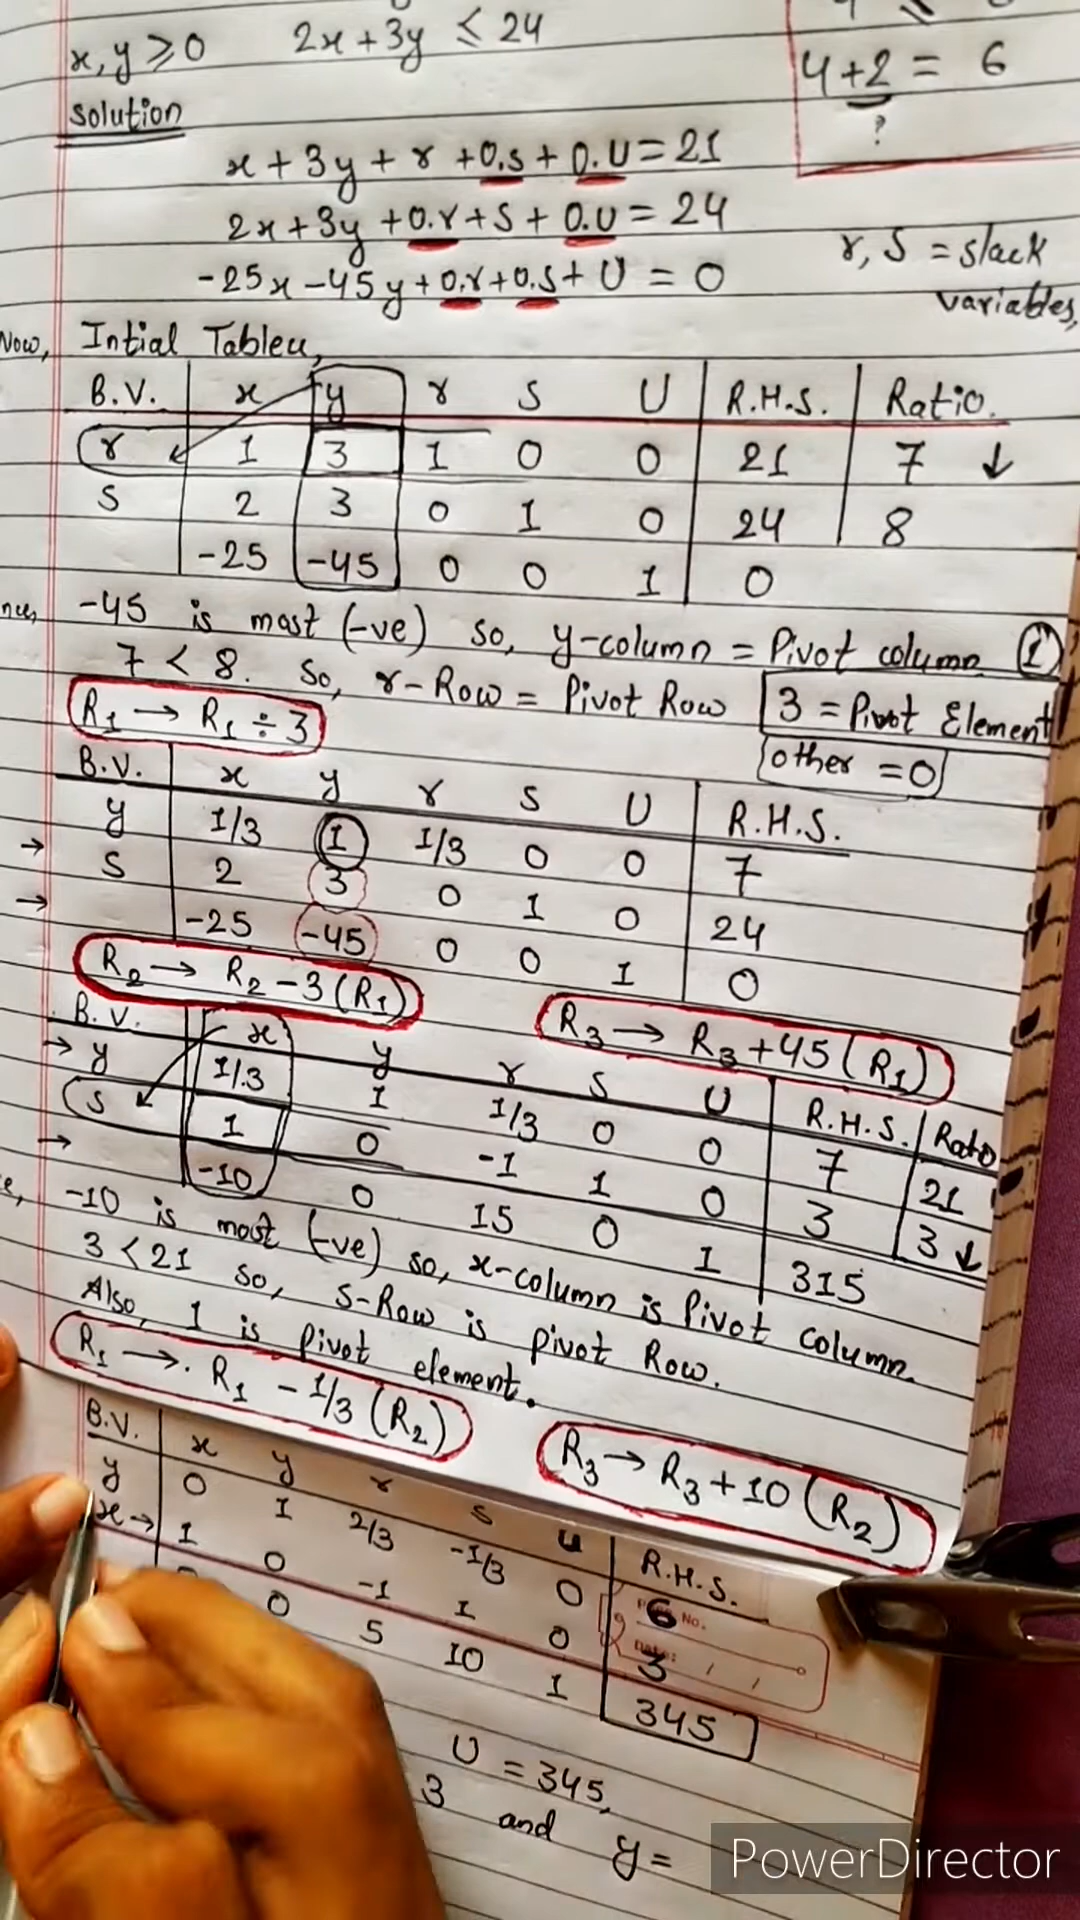 x, y ≥ 0 2x+3y ≤ 24
4+2 = 6
?
Solution
x + 3y + r + 0.s + 0.U = 21
2x + 3y + 0.r + S + 0.U = 24
-25x - 45y + 0.r + 0.s + U = 0
r, S = slack
variables,
Now, Intial Tableu,
B.V. x y r S U R.H.S. Ratio.
r 1 3 1 0 0 21 7 ↓
S 2 3 0 1 0 24 8
-25 -45 0 0 1 0
-45 is most (-ve) so, y-column = Pivot column ①
7 < 8. So, r-Row = Pivot Row 3 = Pivot Element
R1 → R1 ÷ 3
other = 0
B.V. x y r S U R.H.S.
y 1/3 1 1/3 0 0 7
→ S 2 3 0 1 0 24
→ -25 -45 0 0 1 0
R2 → R2 - 3(R1) R3 → R3 + 45(R1)
B.V. x y r S U R.H.S. Ratio
→ y 1/3 1 1/3 0 0 7 21
S 1 0 -1 1 0 3 3 ↓
→ -10 0 15 0 1 315
-10 is most (-ve) so, x-column is Pivot column.
3 < 21 so, S-Row is pivot Row.
Also, 1 is pivot element.
R1 →. R1 - 1/3 (R2) R3 → R3 + 10 (R2)
B.V. x y r s u R.H.S.
y 0 1 2/3 -1/3 0 6
x → 1 0 -1 1 0 3
0 5 10 1 345
No.
U = 345,
3 and y =
PowerDirector